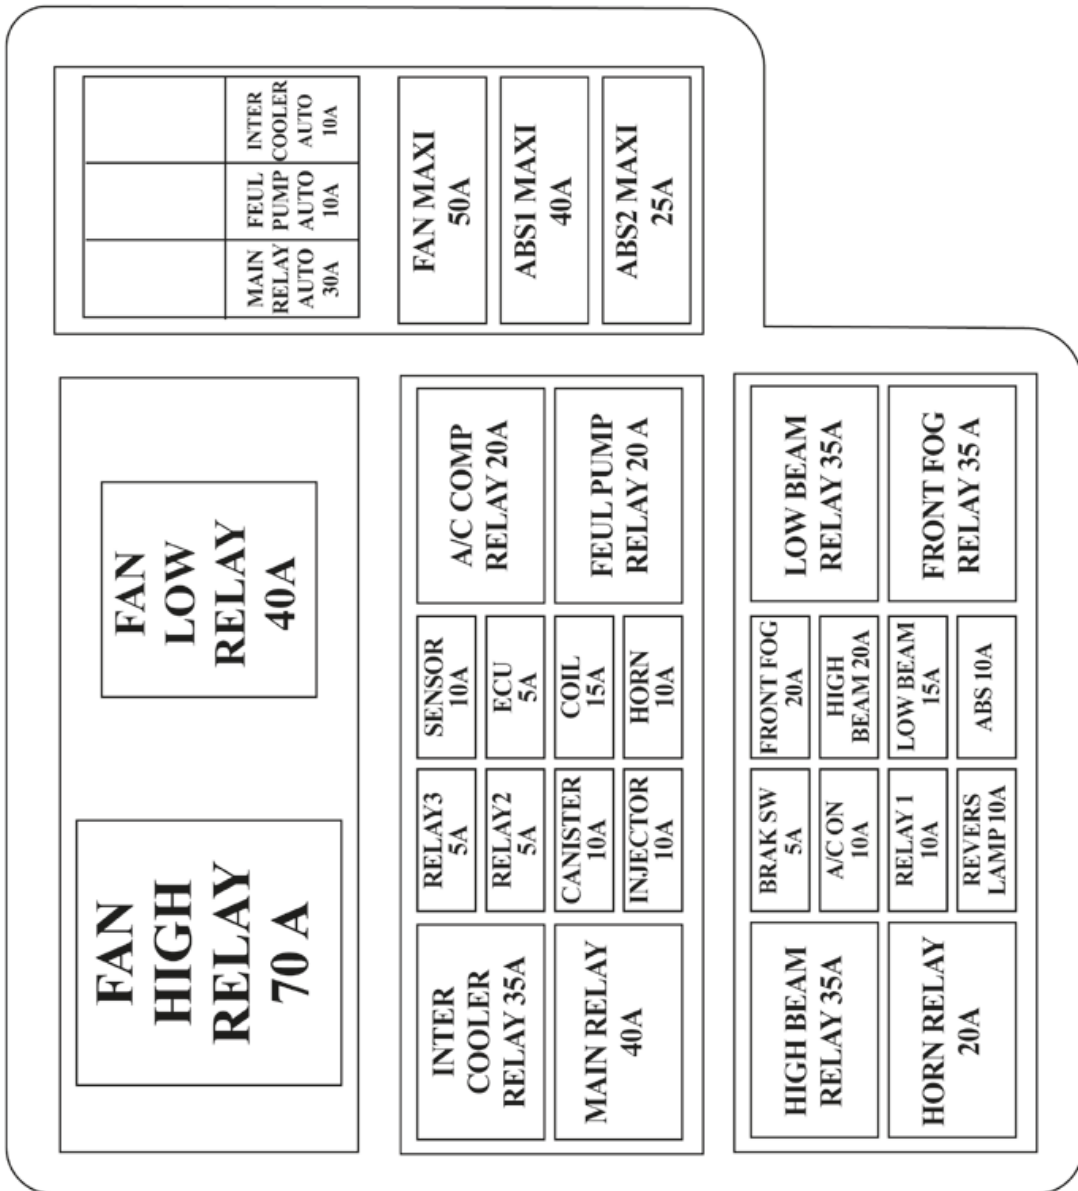 INTER
COOLER
AUTO
10A
FEUL
PUMP
AUTO
10A
MAIN
RELAY
AUTO
30A
FAN MAXI
50A
ABS1 MAXI
40A
ABS2 MAXI
25A
FAN
LOW
RELAY
40A
FAN
HIGH
RELAY
70 A
A/C COMP
RELAY 20A
FEUL PUMP
RELAY 20 A
SENSOR
10A
ECU
5A
COIL
15A
HORN
10A
RELAY3
5A
RELAY2
5A
CANISTER
10A
INJECTOR
10A
INTER
COOLER
RELAY 35A
MAIN RELAY
40A
LOW BEAM
RELAY 35A
FRONT FOG
RELAY 35 A
FRONT FOG
20A
HIGH
BEAM 20A
LOW BEAM
15A
ABS 10A
BRAK SW
5A
A/C ON
10A
RELAY 1
10A
REVERS
LAMP 10A
HIGH BEAM
RELAY 35A
HORN RELAY
20A